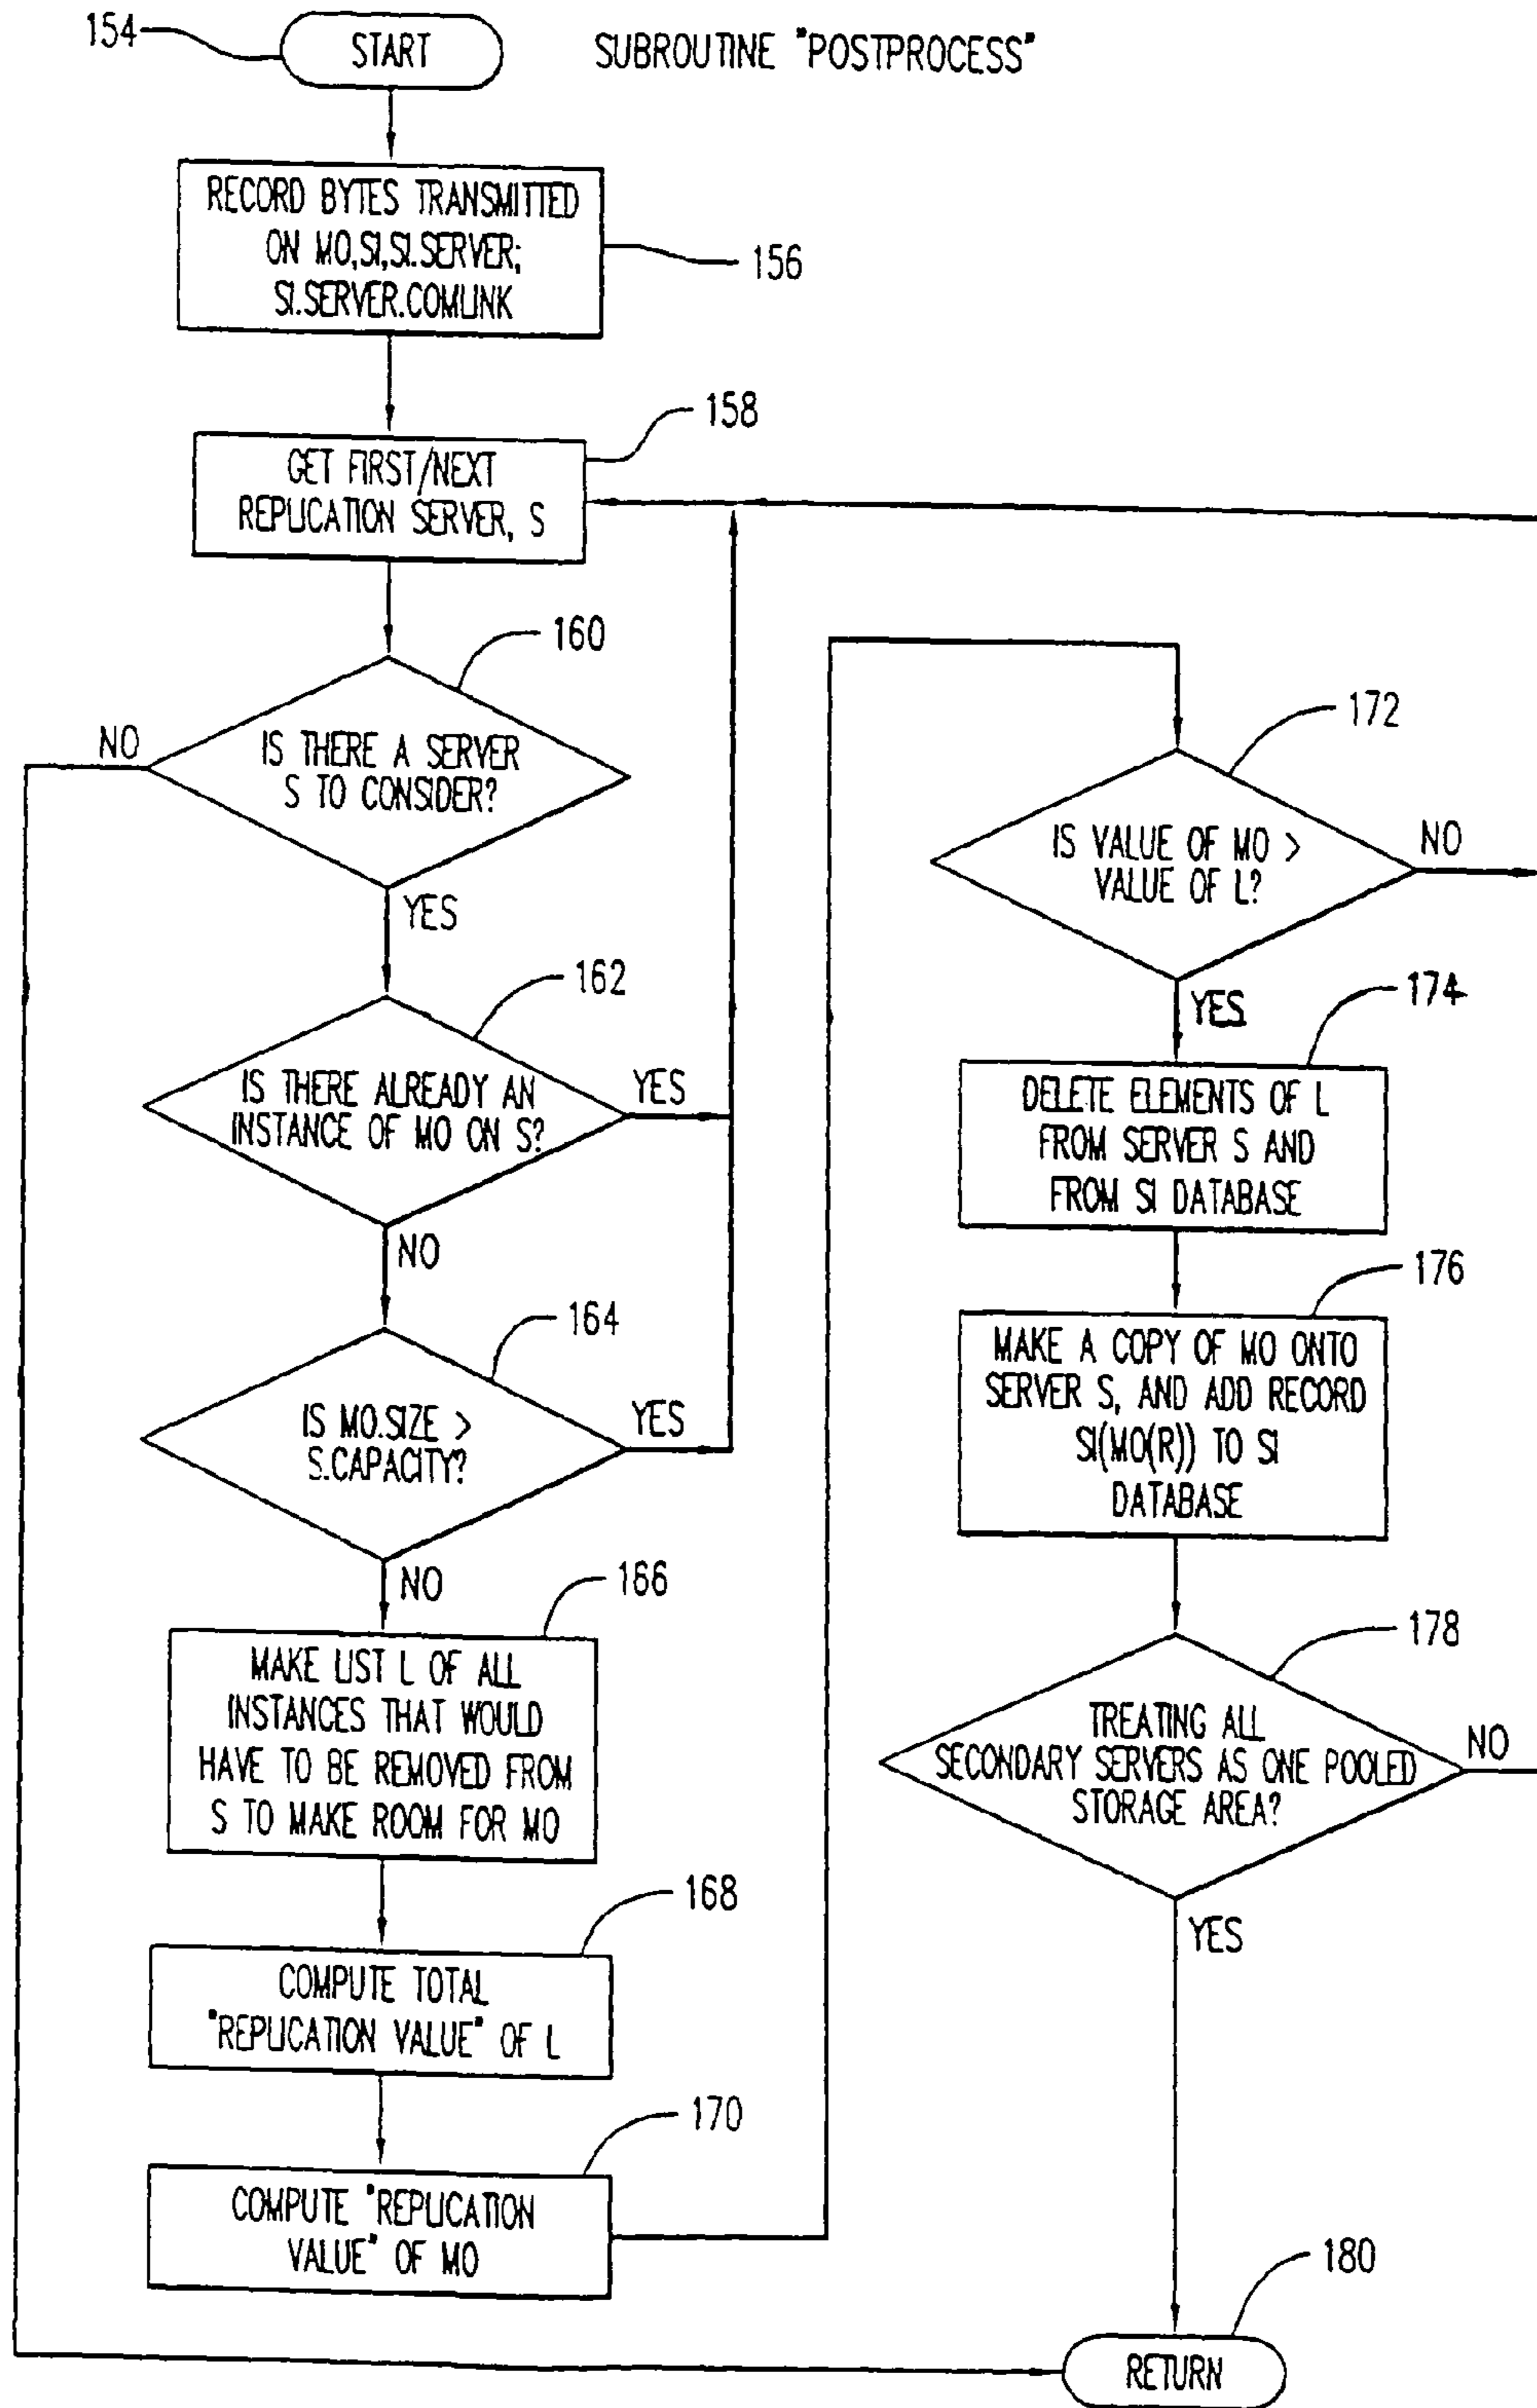 154
START
SUBROUTINE "POSTPROCESS"
RECORD BYTES TRANSMITTED
ON MO,SI,SI.SERVER;
SI.SERVER.COMLINK
156
158
GET FIRST/NEXT
REPLICATION SERVER, S
160
NO
IS THERE A SERVER
S TO CONSIDER?
YES
162
IS THERE ALREADY AN
INSTANCE OF MO ON S?
YES
NO
164
IS MO.SIZE >
S.CAPACITY?
YES
NO
166
MAKE LIST L OF ALL
INSTANCES THAT WOULD
HAVE TO BE REMOVED FROM
S TO MAKE ROOM FOR MO
168
COMPUTE TOTAL
"REPLICATION VALUE" OF L
170
COMPUTE "REPLICATION
VALUE" OF MO
172
IS VALUE OF MO >
VALUE OF L?
NO
YES
174
DELETE ELEMENTS OF L
FROM SERVER S AND
FROM SI DATABASE
176
MAKE A COPY OF MO ONTO
SERVER S, AND ADD RECORD
SI(MO(R)) TO SI
DATABASE
178
TREATING ALL
SECONDARY SERVERS AS ONE POOLED
STORAGE AREA?
NO
YES
180
RETURN